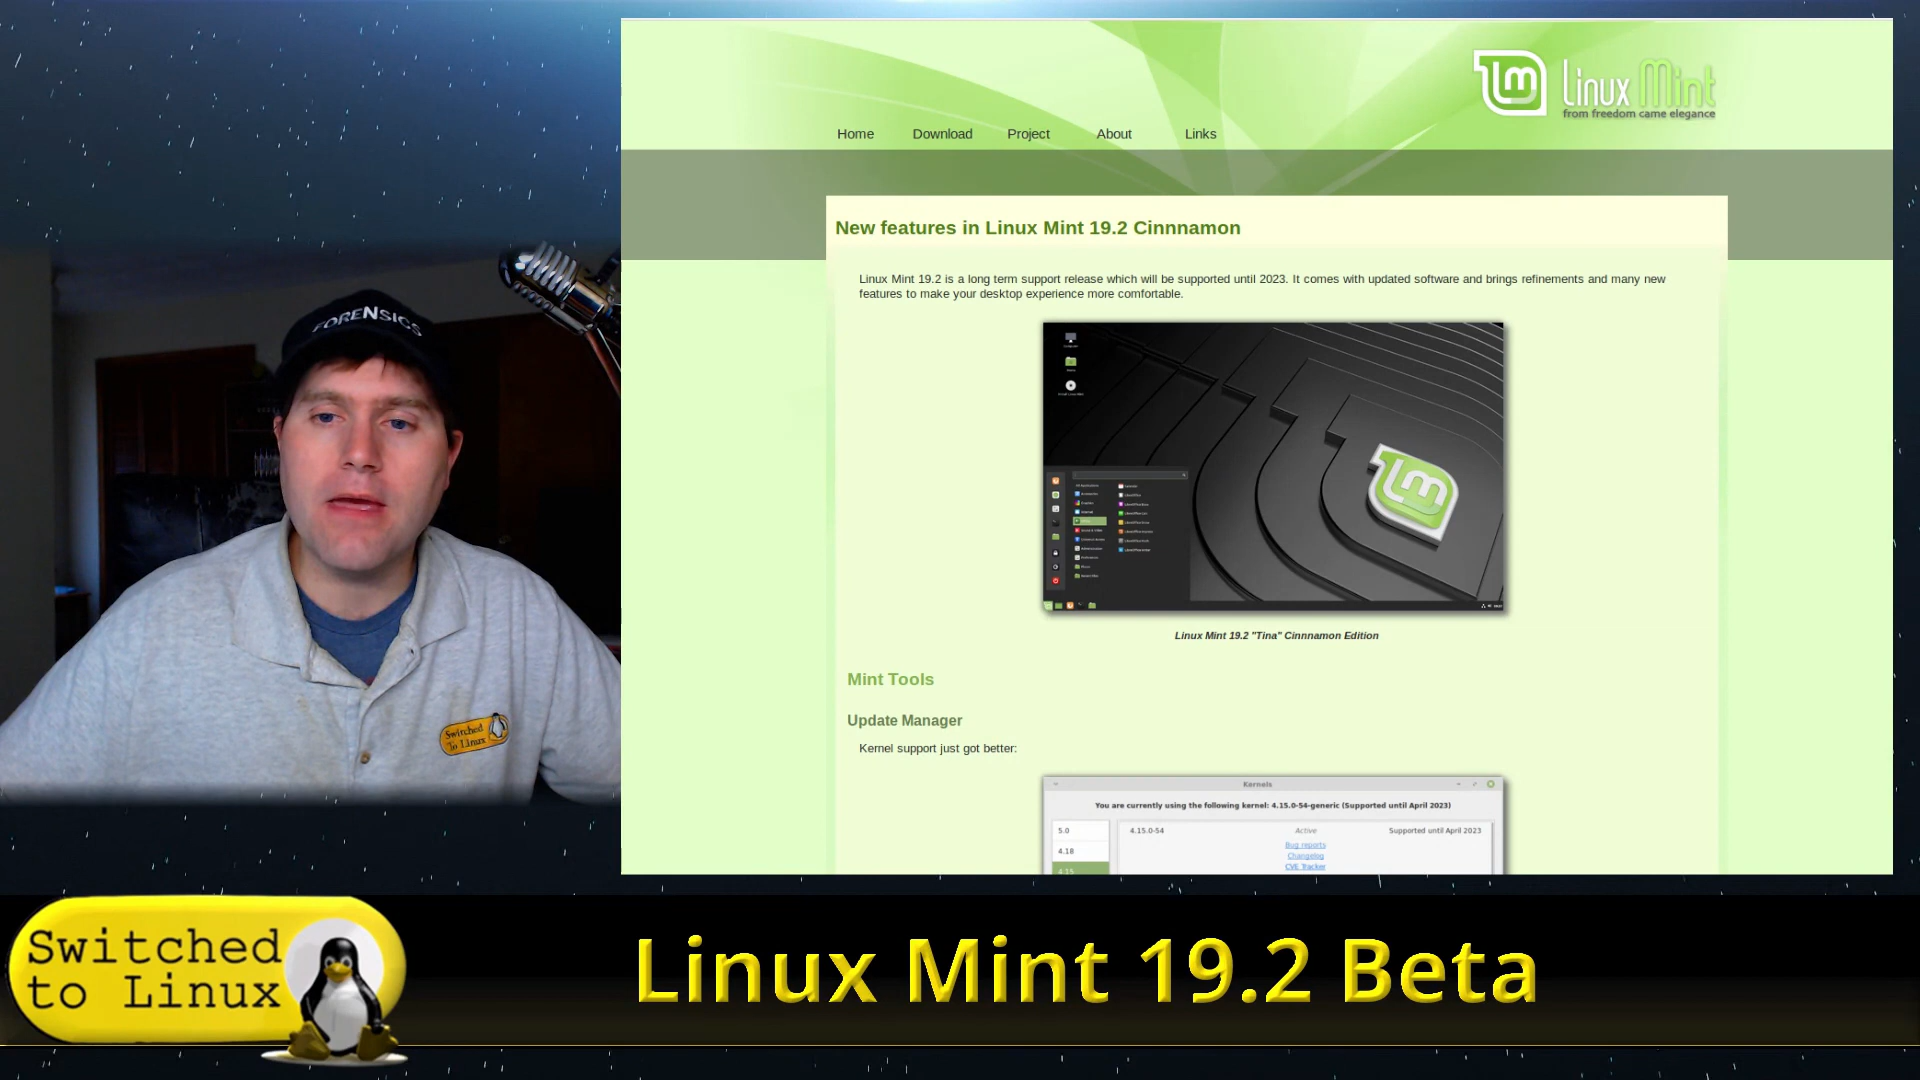 Linux Mint
from freedom came elegance
Home Download Project About Links
New features in Linux Mint 19.2 Cinnnamon
Linux Mint 19.2 is a long term support release which will be supported until 2023. It comes with updated software and brings refinements and many new
features to make your desktop experience more comfortable.
Linux Mint 19.2 "Tina" Cinnnamon Edition
Mint Tools
Update Manager
Kernel support just got better:
Kernels
You are currently using the following kernel: 4.15.0-54-generic (Supported until April 2023)
5.0
4.15.0-54 Active Supported until April 2023
Bug reports
4.18
Changelog
CVE Tracker
4.15
FORENSICS
Switched
To Linux
Switched
to Linux
Linux Mint 19.2 Beta